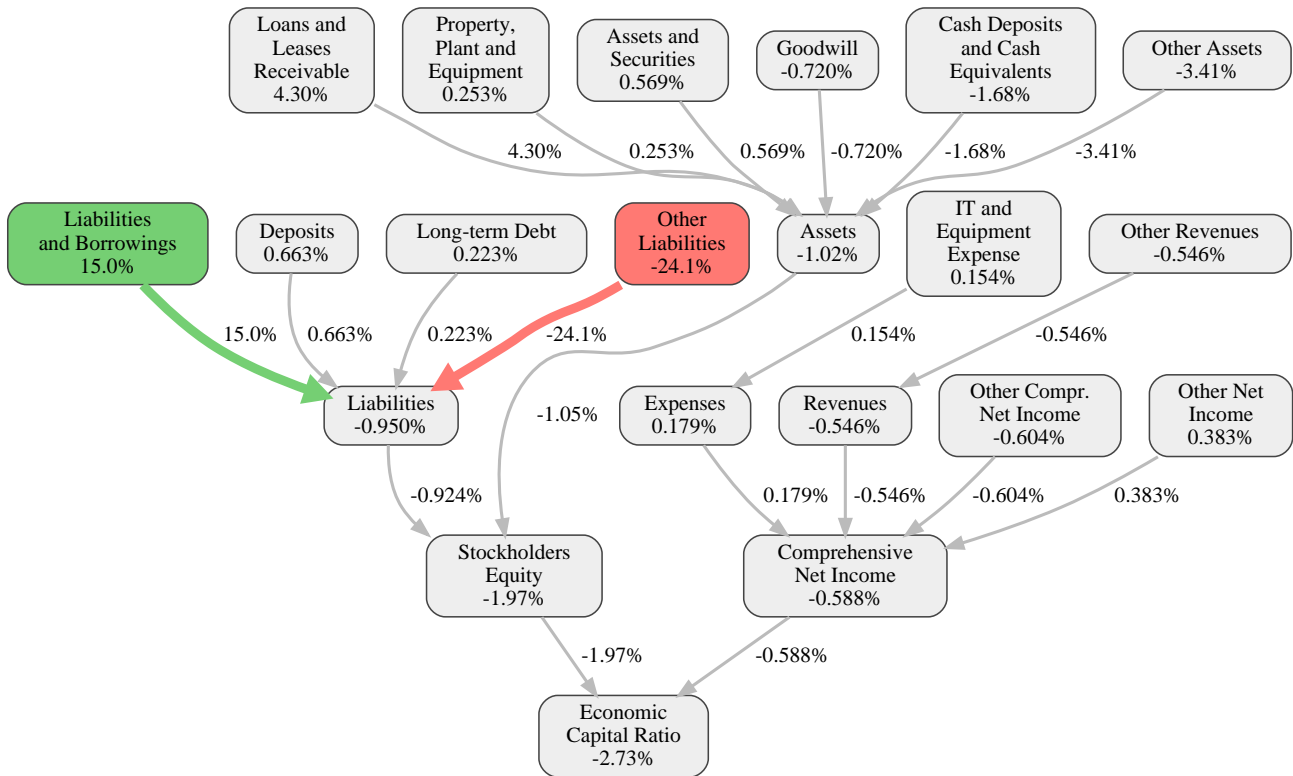 Loans and
Leases
Receivable
4.30%
Property,
Plant and
Equipment
0.253%
Assets and
Securities
0.569%
Goodwill
-0.720%
Cash Deposits
and Cash
Equivalents
-1.68%
Other Assets
-3.41%
4.30%
0.253%
0.569%
-0.720%
-1.68%
-3.41%
Liabilities
and Borrowings
15.0%
Deposits
0.663%
Long-term Debt
0.223%
Other
Liabilities
-24.1%
Assets
-1.02%
IT and
Equipment
Expense
0.154%
Other Revenues
-0.546%
15.0%
0.663%
0.223%
-24.1%
0.154%
-0.546%
Liabilities
-0.950%
-1.05%
Expenses
0.179%
Revenues
-0.546%
Other Compr.
Net Income
-0.604%
Other Net
Income
0.383%
-0.924%
0.179%
-0.546%
-0.604%
0.383%
Stockholders
Equity
-1.97%
Comprehensive
Net Income
-0.588%
-1.97%
-0.588%
Economic
Capital Ratio
-2.73%